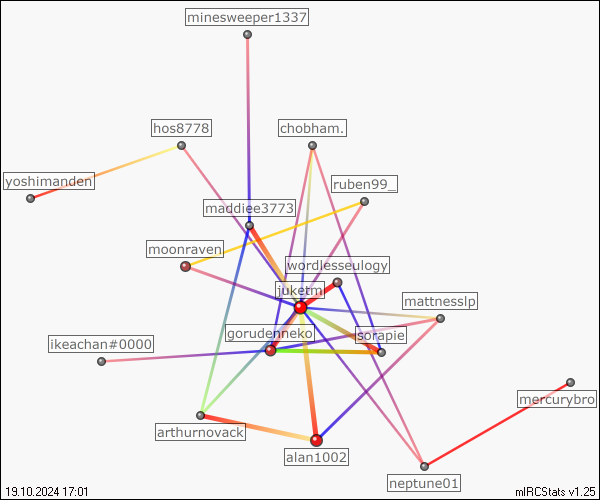 minesweeper1337
hos8778
chobham.
yoshimanden
ruben99_
maddiee3773
moonraven
wordlesseulogy
juketm
mattnesslp
gorudenneko
sorapie
ikeachan#0000
mercurybro
arthurnovack
alan1002
neptune01
19.10.2024 17:01
mIRCStats v1.25